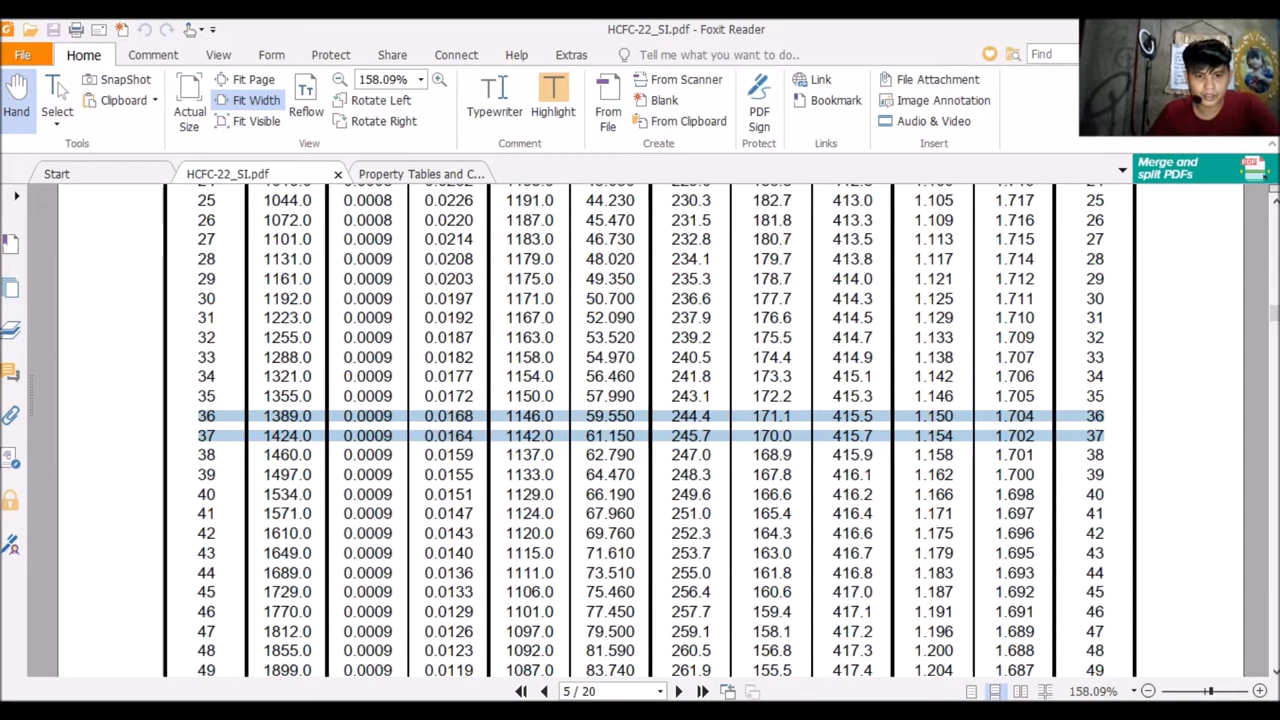 HCFC-22_SI.pdf - Foxit Reader
File Home Comment View Form Protect Share Connect Help Extras Tell me what you want to do... Find
Hand
Select
SnapShot
Clipboard
Tools
Actual Size
Fit Page
Fit Width
Fit Visible
Reflow
158.09%
Rotate Left
Rotate Right
View
Typewriter
Highlight
Comment
From File
From Scanner
Blank
From Clipboard
Create
PDF Sign
Protect
Link
Bookmark
Links
File Attachment
Image Annotation
Audio & Video
Insert
Start HCFC-22_SI.pdf Property Tables and C...
Merge and
split PDFs
PDF
25 1044.0 0.0008 0.0226 1191.0 44.230 230.3 182.7 413.0 1.105 1.717 25
26 1072.0 0.0009 0.0220 1187.0 45.470 231.5 181.8 413.3 1.109 1.716 26
27 1101.0 0.0009 0.0214 1183.0 46.730 232.8 180.7 413.5 1.113 1.715 27
28 1131.0 0.0009 0.0208 1179.0 48.020 234.1 179.7 413.8 1.117 1.714 28
29 1161.0 0.0009 0.0203 1175.0 49.350 235.3 178.7 414.0 1.121 1.712 29
30 1192.0 0.0009 0.0197 1171.0 50.700 236.6 177.7 414.3 1.125 1.711 30
31 1223.0 0.0009 0.0192 1167.0 52.090 237.9 176.6 414.5 1.129 1.710 31
32 1255.0 0.0009 0.0187 1163.0 53.520 239.2 175.5 414.7 1.133 1.709 32
33 1288.0 0.0009 0.0182 1158.0 54.970 240.5 174.4 414.9 1.138 1.707 33
34 1321.0 0.0009 0.0177 1154.0 56.460 241.8 173.3 415.1 1.142 1.706 34
35 1355.0 0.0009 0.0172 1150.0 57.990 243.1 172.2 415.3 1.146 1.705 35
36 1389.0 0.0009 0.0168 1146.0 59.550 244.4 171.1 415.5 1.150 1.704 36
37 1424.0 0.0009 0.0164 1142.0 61.150 245.7 170.0 415.7 1.154 1.702 37
38 1460.0 0.0009 0.0159 1137.0 62.790 247.0 168.9 415.9 1.158 1.701 38
39 1497.0 0.0009 0.0155 1133.0 64.470 248.3 167.8 416.1 1.162 1.700 39
40 1534.0 0.0009 0.0151 1129.0 66.190 249.6 166.6 416.2 1.166 1.698 40
41 1571.0 0.0009 0.0147 1124.0 67.960 251.0 165.4 416.4 1.171 1.697 41
42 1610.0 0.0009 0.0143 1120.0 69.760 252.3 164.3 416.6 1.175 1.696 42
43 1649.0 0.0009 0.0140 1115.0 71.610 253.7 163.0 416.7 1.179 1.695 43
44 1689.0 0.0009 0.0136 1111.0 73.510 255.0 161.8 416.8 1.183 1.693 44
45 1729.0 0.0009 0.0132 1106.0 75.460 256.4 160.6 417.0 1.187 1.692 45
46 1770.0 0.0009 0.0129 1101.0 77.450 257.7 159.4 417.1 1.191 1.691 46
47 1812.0 0.0009 0.0126 1097.0 79.500 259.1 158.1 417.2 1.196 1.689 47
48 1855.0 0.0009 0.0123 1092.0 81.590 260.5 156.8 417.3 1.200 1.688 48
49 1899.0 0.0009 0.0119 1087.0 83.740 261.9 155.5 417.4 1.204 1.687 49
5 / 20 158.09%